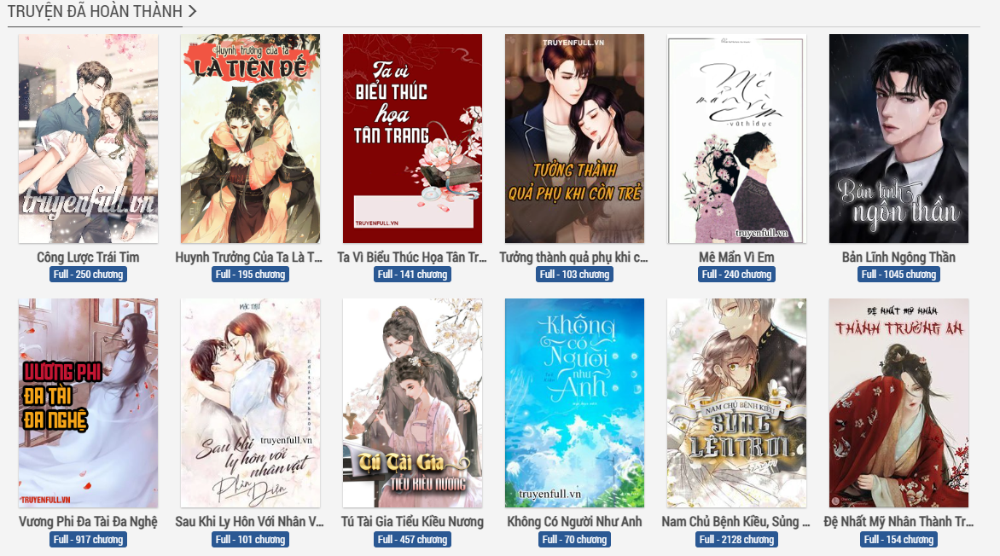 TRUYỆN ĐÃ HOÀN THÀNH
truyenfull.vn
Huynh trưởng của ta
LÀ TIÊN ĐẾ
Ta vì
BIỂU THÚC
họa
TÂN TRANG
TRUYENFULL.VN
TRUYENFULL.VN
TƯỞNG THÀNH
QUẢ PHỤ KHI CÒN TRẺ
Mê
mẩn vì
em
truyenfull.vn
Bản lĩnh
ngông thần
Công Lược Trái Tim
Huynh Trưởng Của Ta Là T...
Ta Vì Biểu Thúc Họa Tân Tr...
Tưởng thành quả phụ khi c...
Mê Mẩn Vì Em
Bản Lĩnh Ngông Thần
Full - 250 chương
Full - 195 chương
Full - 141 chương
Full - 103 chương
Full - 240 chương
Full - 1045 chương
VƯƠNG PHI
ĐA TÀI
ĐA NGHỆ
TRUYENFULL.VN
truyenfull.vn
Sau khi
ly hôn với
nhân vật
Phản Diện
Tú Tài Gia
TIỂU KIỀU NƯƠNG
Không
có
Người
như
Anh
truyenfull.vn
NAM CHỦ BỆNH KIỀU
SỦNG
LÊN TRỜI
ĐỆ NHẤT MỸ NHÂN
THÀNH TRƯỜNG AN
Vương Phi Đa Tài Đa Nghệ
Sau Khi Ly Hôn Với Nhân V...
Tú Tài Gia Tiểu Kiều Nương
Không Có Người Như Anh
Nam Chủ Bệnh Kiều, Sủng ...
Đệ Nhất Mỹ Nhân Thành Tr...
Full - 917 chương
Full - 101 chương
Full - 457 chương
Full - 70 chương
Full - 2128 chương
Full - 154 chương